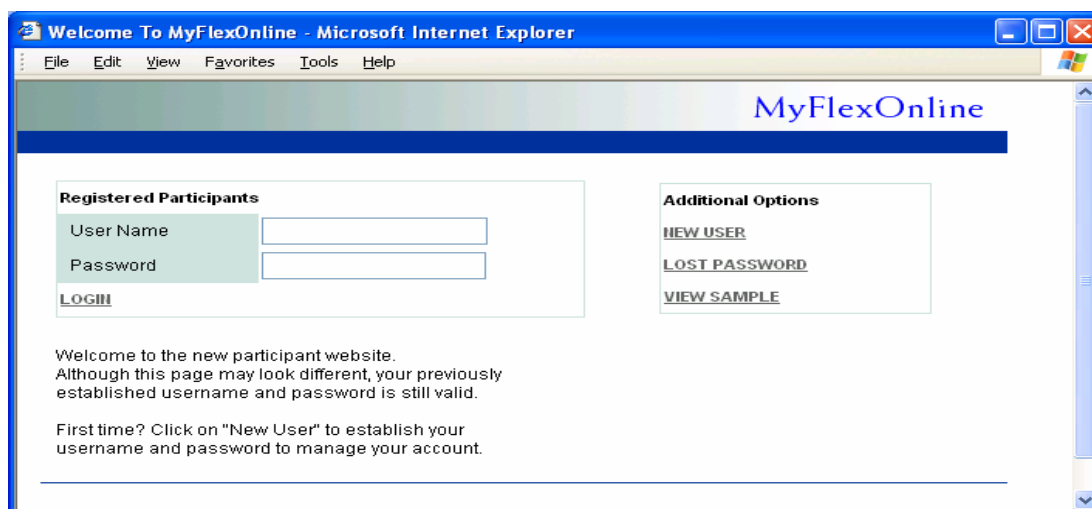 Welcome To MyFlexOnline - Microsoft Internet Explorer
File Edit View Favorites Tools Help
MyFlexOnline
Registered Participants
User Name
Password
LOGIN
Additional Options
NEW USER
LOST PASSWORD
VIEW SAMPLE
Welcome to the new participant website.
Although this page may look different, your previously
established username and password is still valid.
First time? Click on "New User" to establish your
username and password to manage your account.